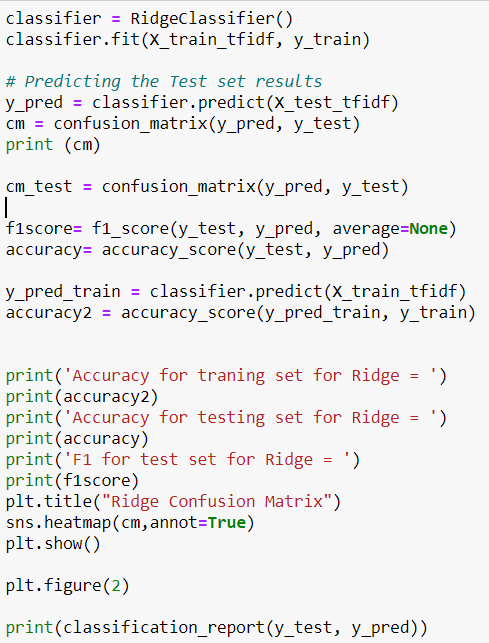 classifier = RidgeClassifier()
classifier.fit(X_train_tfidf, y_train)
# Predicting the Test set results
y_pred = classifier.predict(X_test_tfidf)
cm = confusion_matrix(y_pred, y_test)
print (cm)
cm_test = confusion_matrix(y_pred, y_test)
f1score= f1_score(y_test, y_pred, average=None)
accuracy= accuracy_score(y_test, y_pred)
y_pred_train = classifier.predict(X_train_tfidf)
accuracy2 = accuracy_score(y_pred_train, y_train)
print('Accuracy for traning set for Ridge = ')
print(accuracy2)
print('Accuracy for testing set for Ridge = ')
print(accuracy)
print('F1 for test set for Ridge = ')
print(f1score)
plt.title("Ridge Confusion Matrix")
sns.heatmap(cm,annot=True)
plt.show()
plt.figure(2)
print(classification_report(y_test, y_pred))